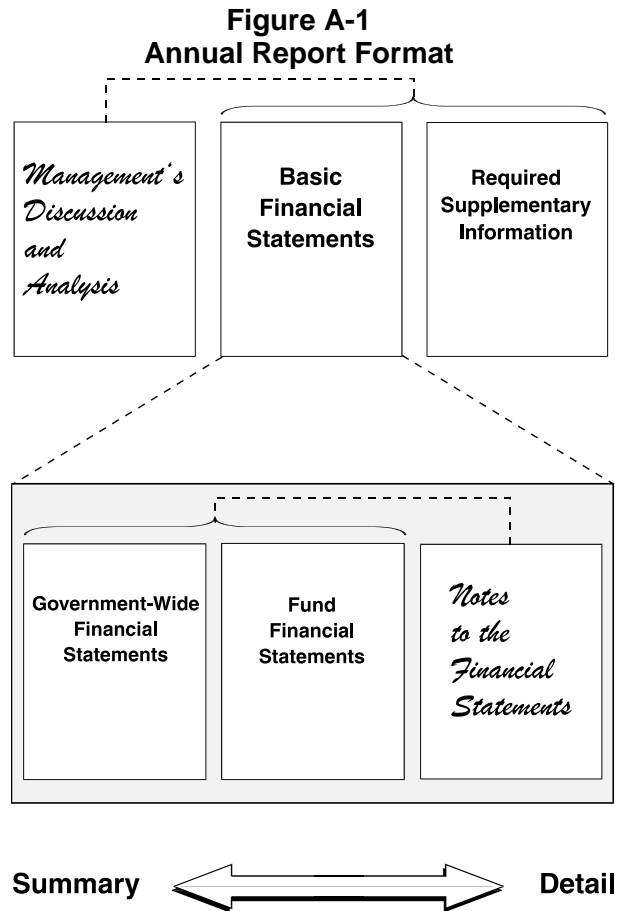 Figure A-1
Annual Report Format
Management's
Discussion
and
Analysis
Basic
Financial
Statements
Required
Supplementary
Information
Government-Wide
Financial
Statements
Fund
Financial
Statements
Notes
to the
Financial
Statements
Summary
Detail